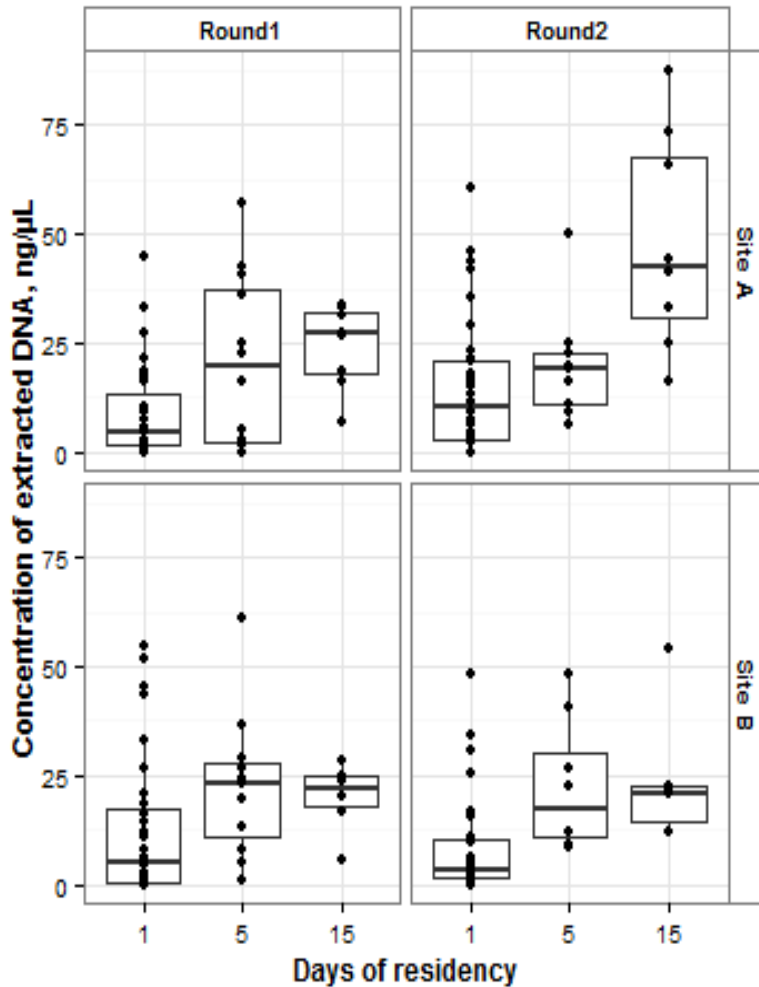 Round1 Round2
Concentration of extracted DNA, ng/µL
75
50
25
0
Site A
75
50
25
0
Site B
1 5 15 1 5 15
Days of residency